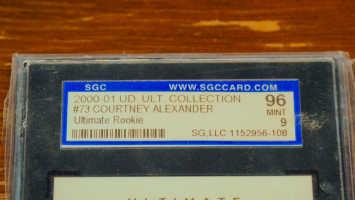 SGC WWW.SGCCARD.COM
2000-01 UD. ULT. COLLECTION 96
#73 COURTNEY ALEXANDER MINT
Ultimate Rookie 9
SG,LLC 1152956-108
ULTIMATE